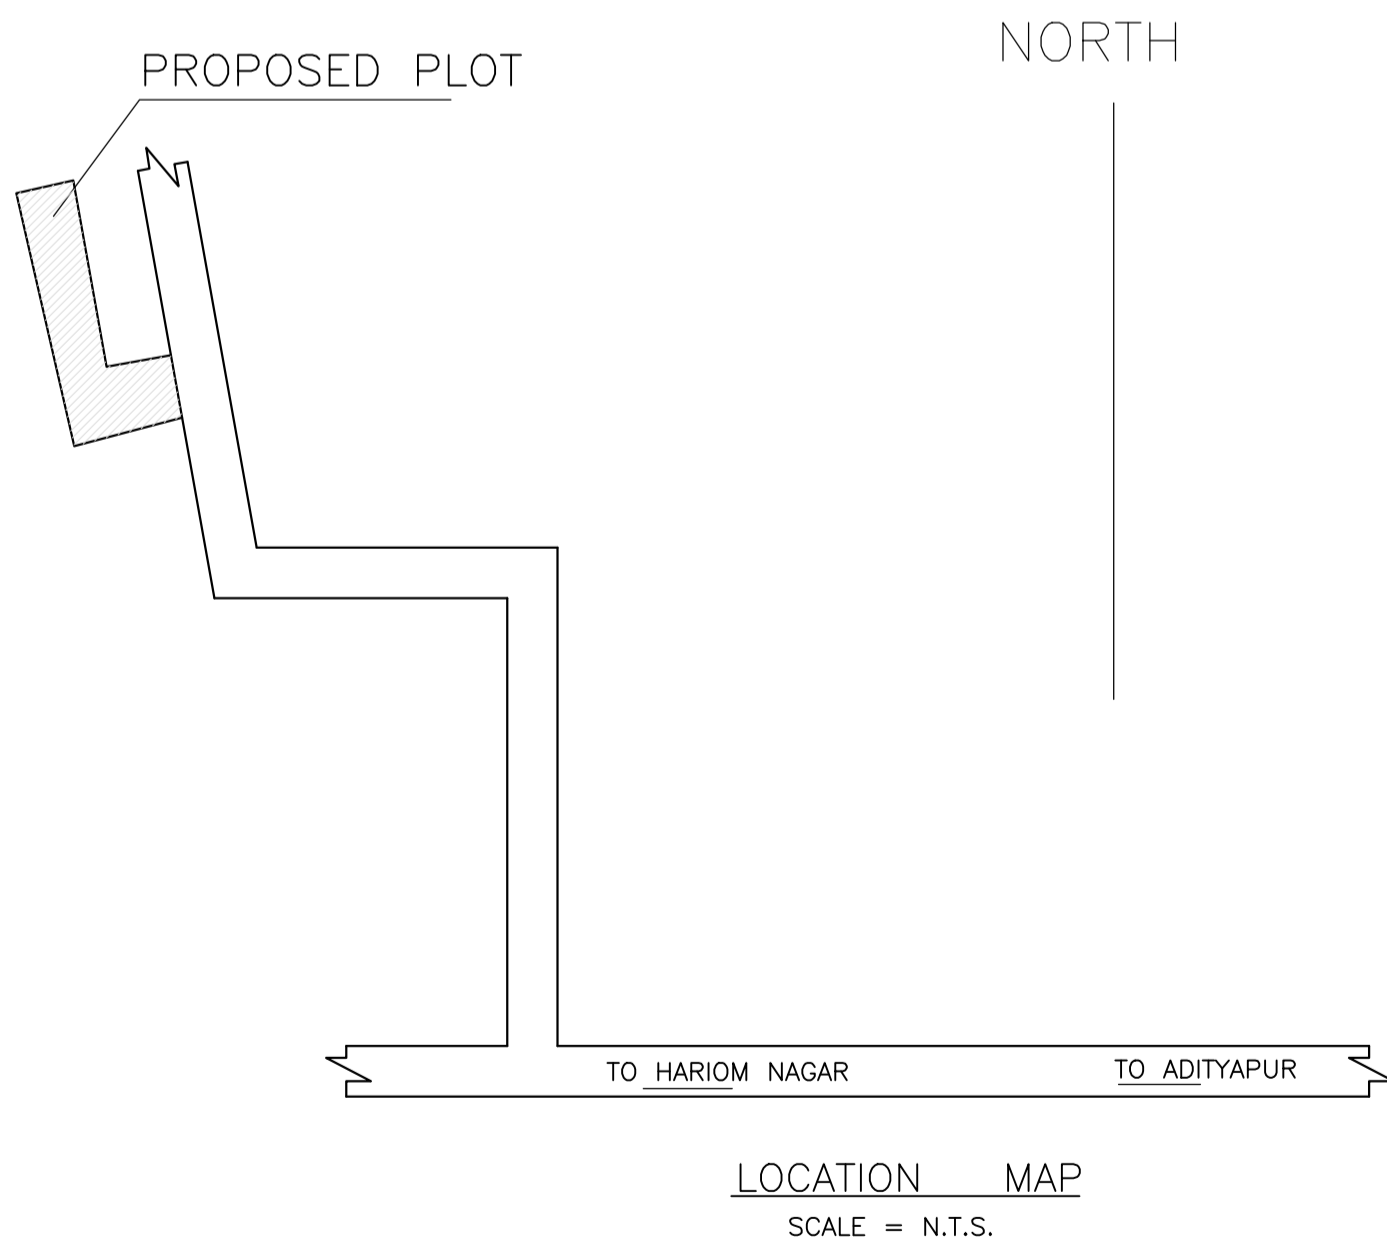 NORTH
PROPOSED PLOT
TO HARIOM NAGAR
TO ADITYAPUR
LOCATION MAP
SCALE = N.T.S.